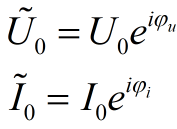 Ũ₀ = U₀e^{iφ_u}
Ĩ₀ = I₀e^{iφ_i}